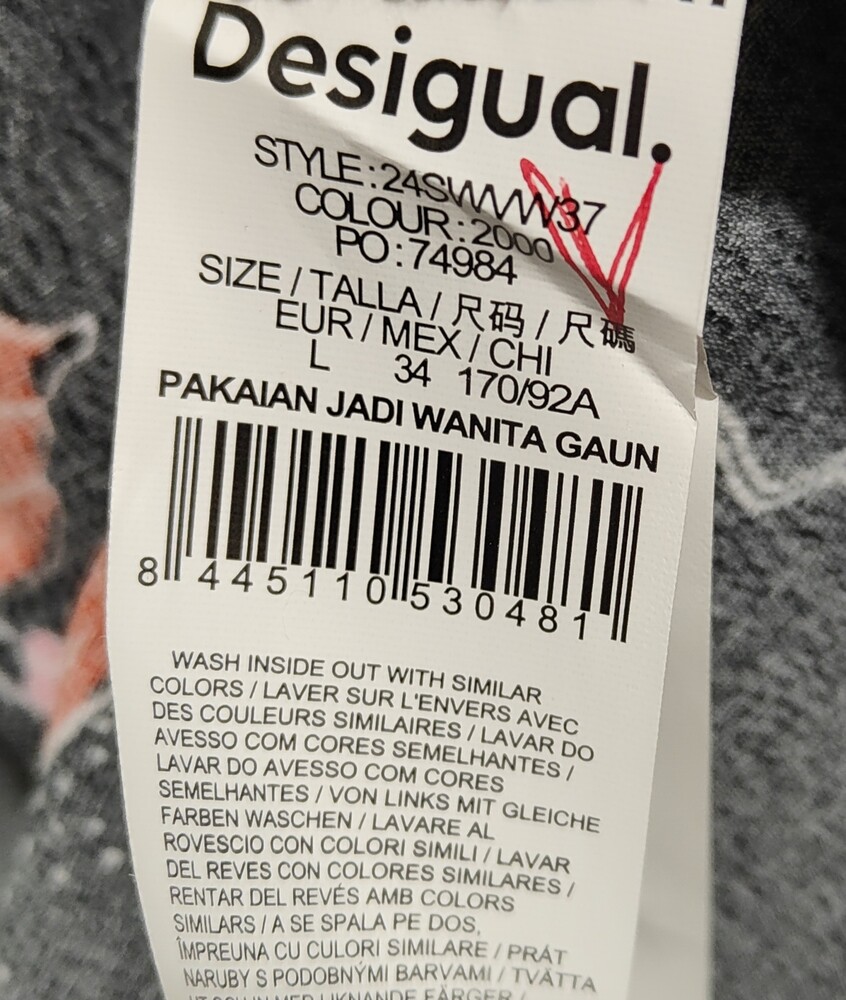 Desigual.
STYLE : 24SWVW37
COLOUR : 2000
PO : 74984
SIZE / TALLA / 尺码 / 尺碼
EUR / MEX / CHI
L 34 170/92A
PAKAIAN JADI WANITA GAUN
8 445110 530481
WASH INSIDE OUT WITH SIMILAR
COLORS / LAVER SUR L'ENVERS AVEC
DES COULEURS SIMILAIRES / LAVAR DO
AVESSO COM CORES SEMELHANTES /
LAVAR DO AVESSO COM CORES
SEMELHANTES / VON LINKS MIT GLEICHE
FARBEN WASCHEN / LAVARE AL
ROVESCIO CON COLORI SIMILI / LAVAR
DEL REVES CON COLORES SIMILARES /
RENTAR DEL REVÉS AMB COLORS
SIMILARS / A SE SPALA PE DOS,
ÎMPREUNA CU CULORI SIMILARE / PRÁT
NARUBY S PODOBNÝMI BARVAMI / TVÄTTA
MED LIKNANDE FÄRGER /